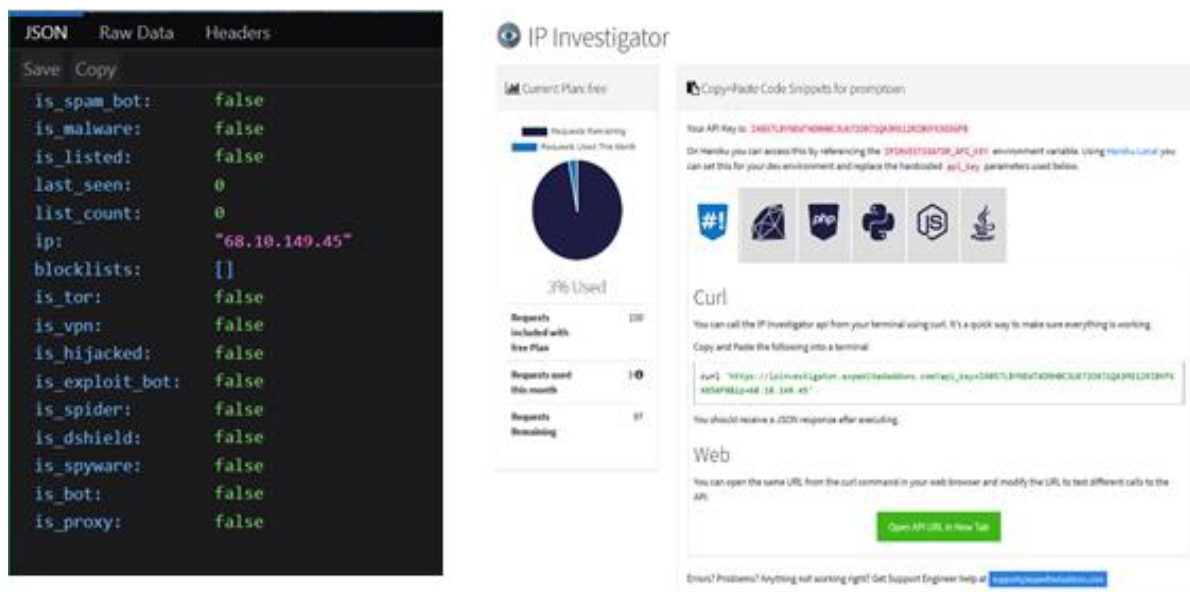 JSON Raw Data Headers
Save Copy
is_spam_bot: false
is_malware: false
is_listed: false
last_seen: 0
list_count: 0
ip: "68.10.149.45"
blocklists: []
is_tor: false
is_vpn: false
is_hijacked: false
is_exploit_bot: false
is_spider: false
is_dshield: false
is_spyware: false
is_bot: false
is_proxy: false
IP Investigator
Current Plan: free
Requests Remaining
Requests Used This Month
3% Used
Requests included with free Plan
Requests used this month 3
Requests Remaining 97
Copy+Paste Code Snippets for
Your API Key is:
On Heroku you can access this by referencing the IPINVESTIGATOR_API_KEY environment variable. Using Heroku Local you
can set this for your dev environment and replace the hardcoded api_key parameters used below.
#! php JS
Curl
You can call the IP Investigator api from your terminal using curl. It's a quick way to make sure everything is working.
Copy and Paste the following into a terminal:
curl
You should receive a JSON response after executing.
Web
You can open the same URL from the curl command in your web browser and modify the URL to test different calls to the
API.
Open API URL in New Tab
Errors? Problems? Anything not working right? Get Support Engineer help at